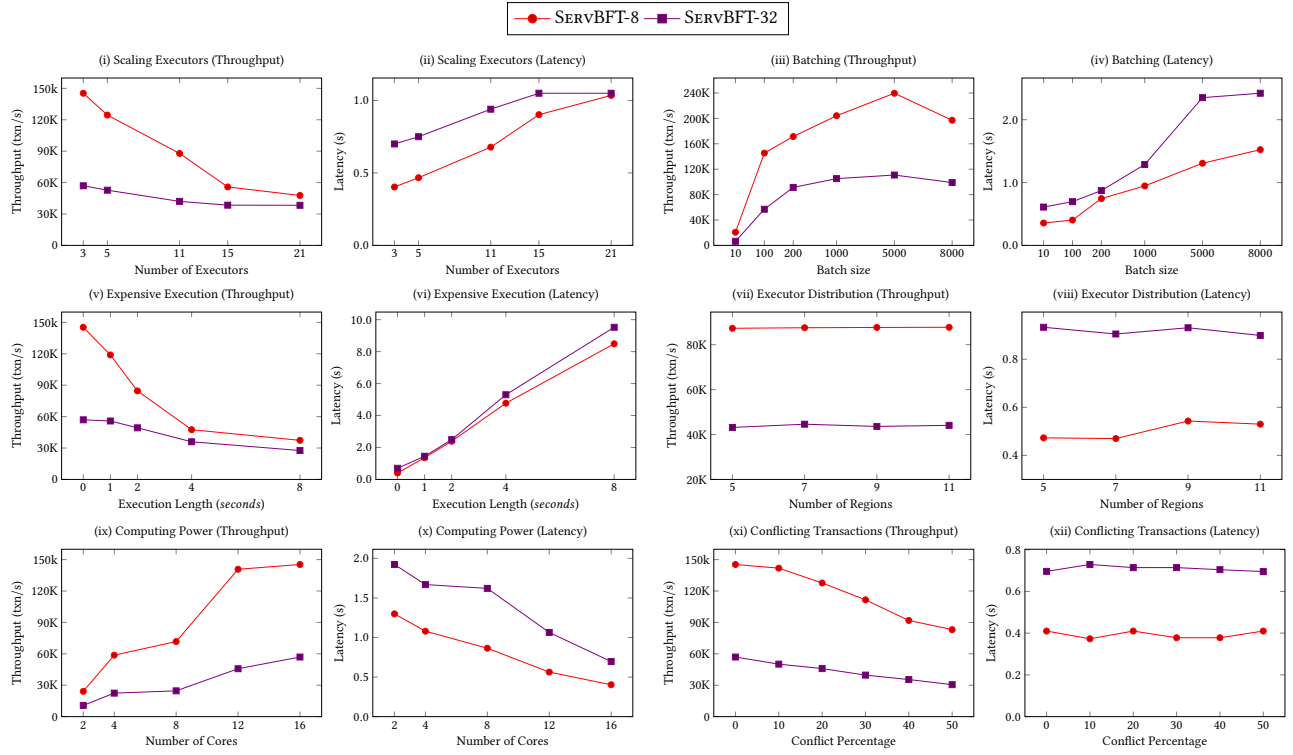 SERVBFT-8 SERVBFT-32
(i) Scaling Executors (Throughput)
150k
120K
90K
60K
30K
0
Throughput (txn/s)
3 5 11 15 21
Number of Executors
(ii) Scaling Executors (Latency)
1.0
0.5
0.0
Latency (s)
3 5 11 15 21
Number of Executors
(iii) Batching (Throughput)
240K
200K
160K
120K
80K
40K
0
Throughput (txn/s)
10 100 200 1000 5000 8000
Batch size
(iv) Batching (Latency)
2.0
1.0
0.0
Latency (s)
10 100 200 1000 5000 8000
Batch size
(v) Expensive Execution (Throughput)
150k
120K
90K
60K
30K
0
Throughput (txn/s)
0 1 2 4 8
Execution Length (seconds)
(vi) Expensive Execution (Latency)
10.0
8.0
6.0
4.0
2.0
0.0
Latency (s)
0 1 2 4 8
Execution Length (seconds)
(vii) Executor Distribution (Throughput)
80K
60K
40K
20K
Throughput (txn/s)
5 7 9 11
Number of Regions
(viii) Executor Distribution (Latency)
0.8
0.6
0.4
Latency (s)
5 7 9 11
Number of Regions
(ix) Computing Power (Throughput)
150k
120K
90K
60K
30K
0
Throughput (txn/s)
2 4 8 12 16
Number of Cores
(x) Computing Power (Latency)
2.0
1.5
1.0
0.5
0.0
Latency (s)
2 4 8 12 16
Number of Cores
(xi) Conflicting Transactions (Throughput)
150k
120K
90K
60K
30K
0
Throughput (txn/s)
0 10 20 30 40 50
Conflict Percentage
(xii) Conflicting Transactions (Latency)
0.8
0.6
0.4
0.2
0.0
Latency (s)
0 10 20 30 40 50
Conflict Percentage